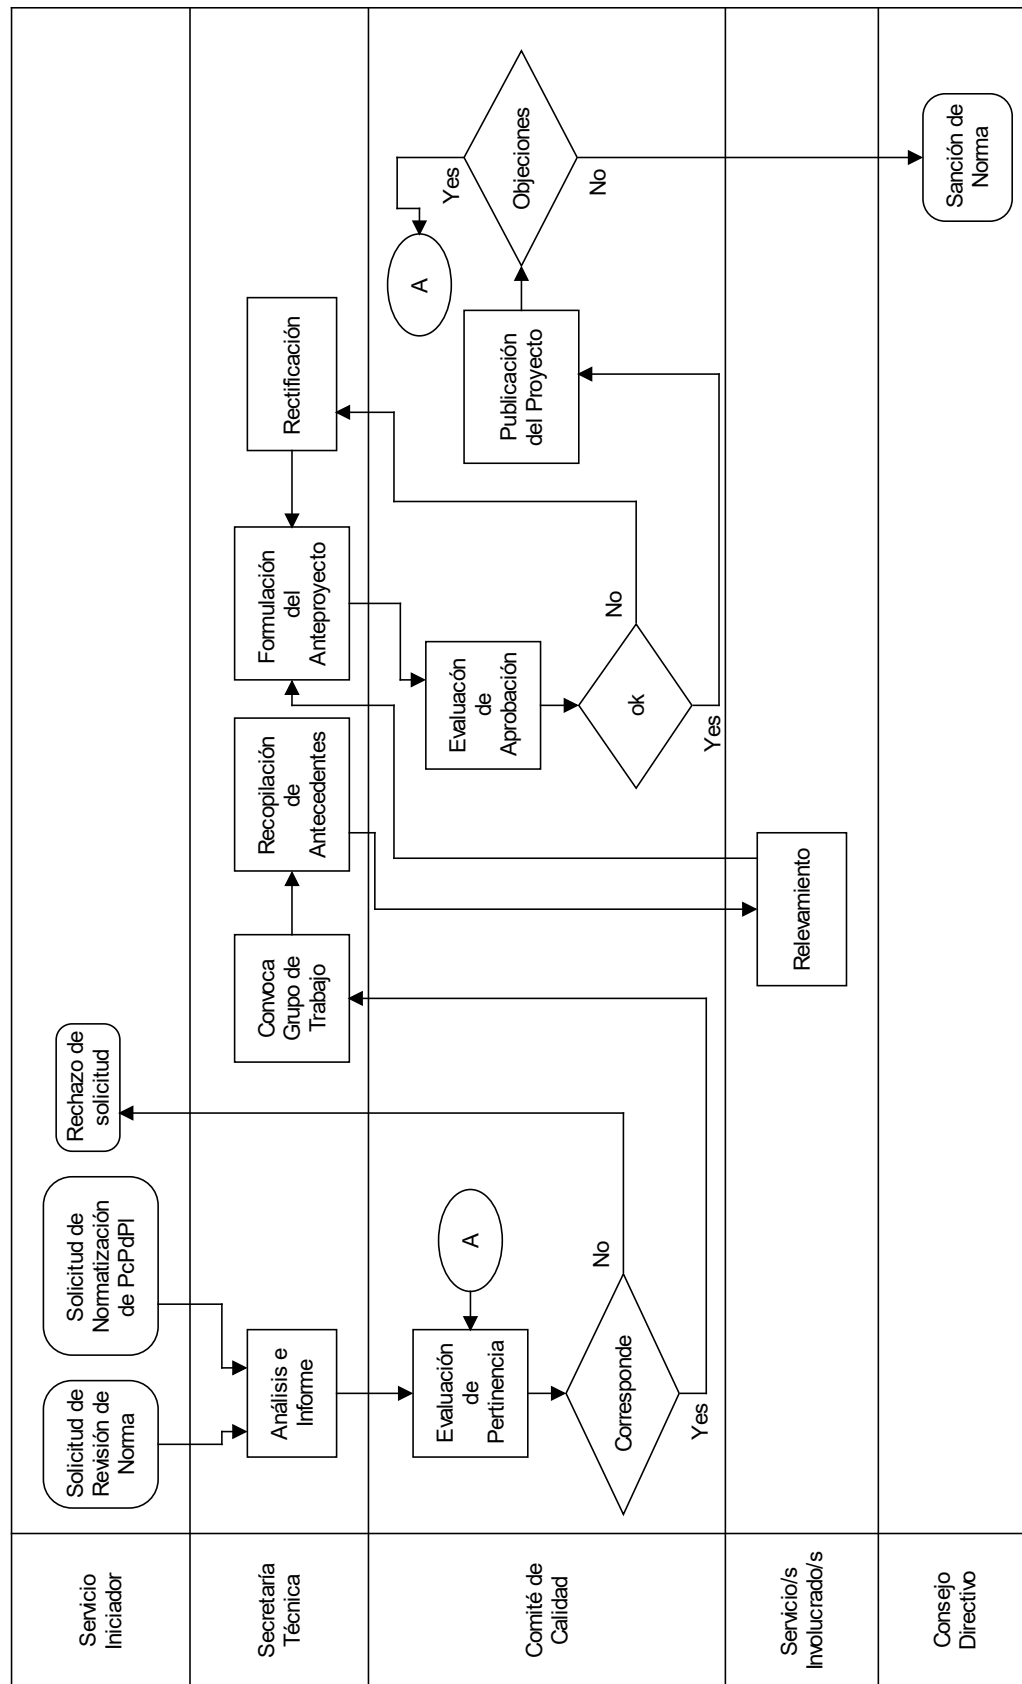 Servicio
Iniciador
Solicitud de
Revisión de
Norma
Solicitud de
Normatización
de PcPdPI
Rechazo de
solicitud
Secretaría
Técnica
Análisis e
Informe
Convoca
Grupo de
Trabajo
Recopilación
de
Antecedentes
Formulación
del
Anteproyecto
Rectificación
Comité de
Calidad
Evaluación
de
Pertinencia
A
Corresponde
No
Yes
Evaluacón
de
Aprobación
ok
No
Yes
Publicación
del Proyecto
A
Yes
Objeciones
No
Servicio/s
Involucrado/s
Relevamiento
Consejo
Directivo
Sanción de
Norma